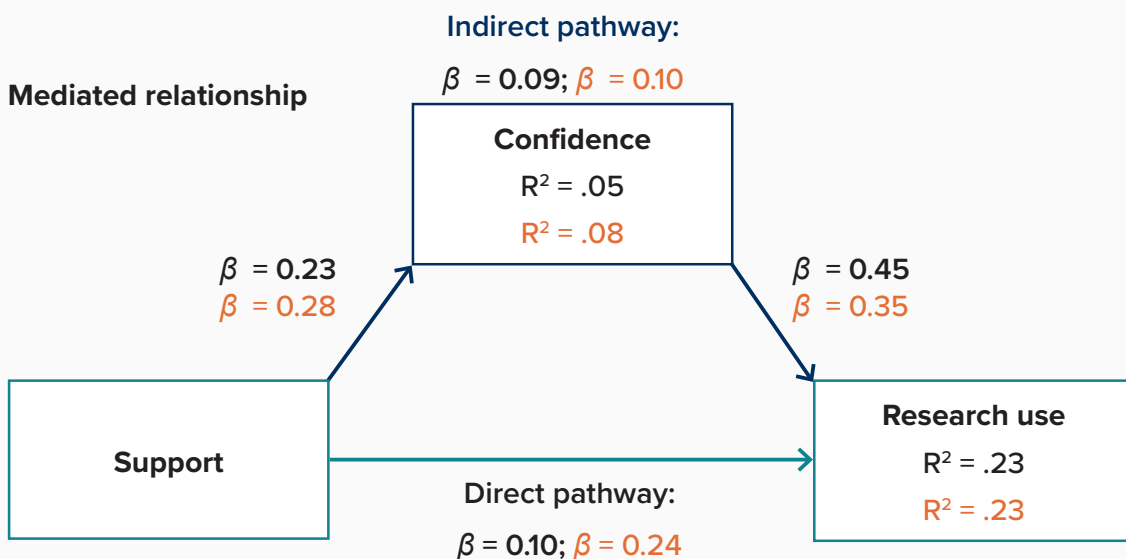 Indirect pathway:
β = 0.09; β = 0.10
Mediated relationship
Confidence
R² = .05
R² = .08
β = 0.23
β = 0.28
β = 0.45
β = 0.35
Support
Research use
R² = .23
R² = .23
Direct pathway:
β = 0.10; β = 0.24